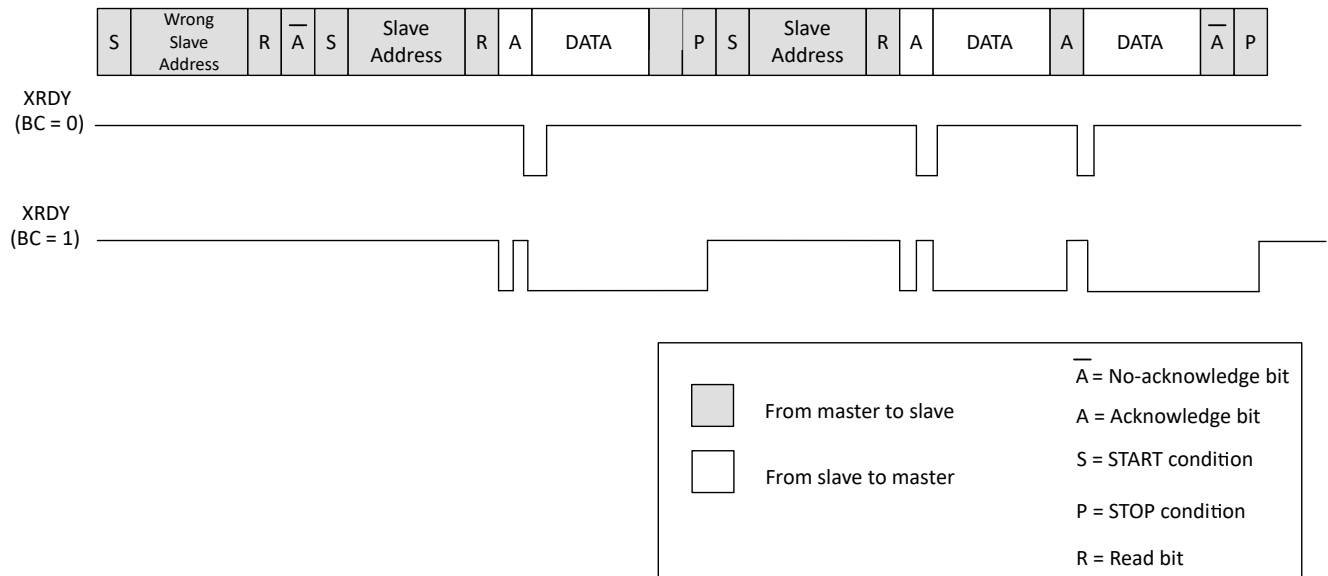 S Wrong Slave Address R A̅ S Slave Address R A DATA P S Slave Address R A DATA A DATA A̅ P
XRDY
(BC = 0)
XRDY
(BC = 1)
From master to slave
From slave to master
A̅ = No-acknowledge bit
A = Acknowledge bit
S = START condition
P = STOP condition
R = Read bit